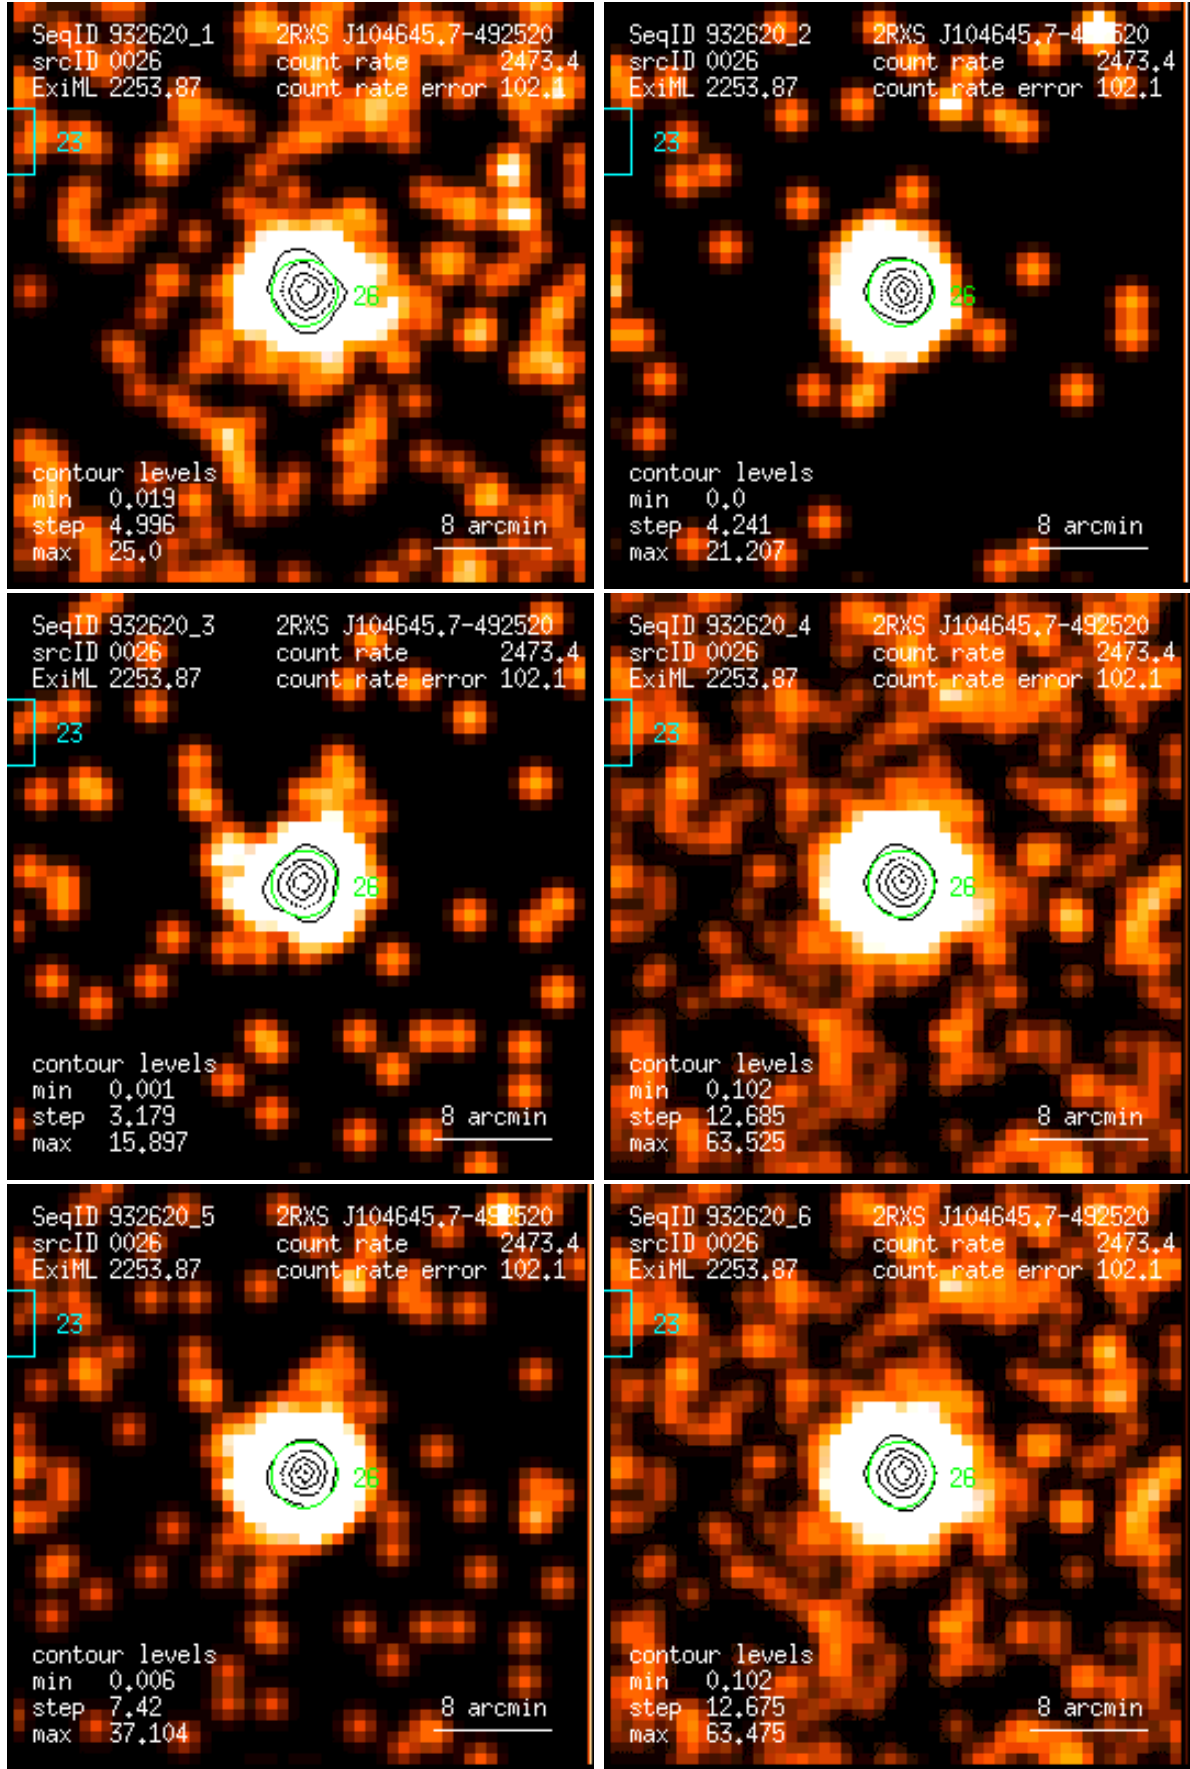 SeqID 932620_1 2RXS J104645.7-492520
srcID 0026 count rate 2473.4
ExiML 2253.87 count rate error 102.1
23
26
contour levels
min 0.019
step 4.996
max 25.0
8 arcmin
SeqID 932620_2 2RXS J104645.7-492520
srcID 0026 count rate 2473.4
ExiML 2253.87 count rate error 102.1
23
26
contour levels
min 0.0
step 4.241
max 21.207
8 arcmin
SeqID 932620_3 2RXS J104645.7-492520
srcID 0026 count rate 2473.4
ExiML 2253.87 count rate error 102.1
23
26
contour levels
min 0.001
step 3.179
max 15.897
8 arcmin
SeqID 932620_4 2RXS J104645.7-492520
srcID 0026 count rate 2473.4
ExiML 2253.87 count rate error 102.1
23
26
contour levels
min 0.102
step 12.685
max 63.525
8 arcmin
SeqID 932620_5 2RXS J104645.7-492520
srcID 0026 count rate 2473.4
ExiML 2253.87 count rate error 102.1
23
26
contour levels
min 0.006
step 7.42
max 37.104
8 arcmin
SeqID 932620_6 2RXS J104645.7-492520
srcID 0026 count rate 2473.4
ExiML 2253.87 count rate error 102.1
23
26
contour levels
min 0.102
step 12.675
max 63.475
8 arcmin